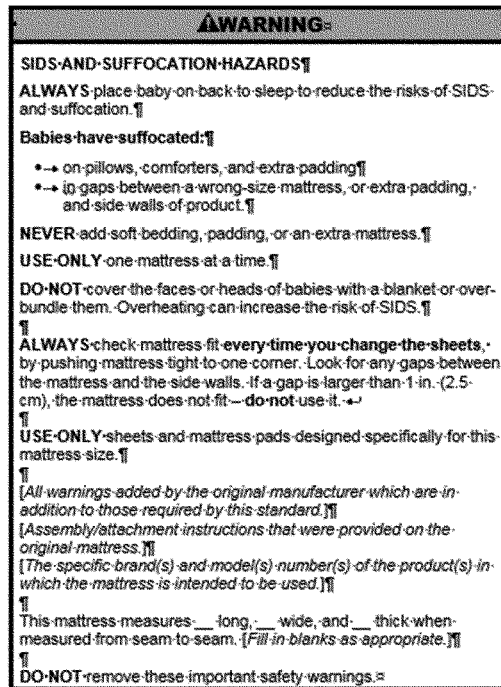 ⚠WARNING
SIDS AND SUFFOCATION HAZARDS¶
ALWAYS place baby on back to sleep to reduce the risks of SIDS
and suffocation.¶
Babies have suffocated:¶
•→ on pillows, comforters, and extra padding¶
•→ in gaps between a wrong-size mattress, or extra padding,
and side walls of product.¶
NEVER add soft bedding, padding, or an extra mattress.¶
USE ONLY one mattress at a time.¶
DO NOT cover the faces or heads of babies with a blanket or over-
bundle them. Overheating can increase the risk of SIDS.¶
¶
ALWAYS check mattress fit every time you change the sheets,
by pushing mattress tight to one corner. Look for any gaps between
the mattress and the side walls. If a gap is larger than 1 in. (2.5
cm), the mattress does not fit – do not use it. ↵
¶
USE ONLY sheets and mattress pads designed specifically for this
mattress size.¶
¶
[All warnings added by the original manufacturer which are in
addition to those required by this standard.]¶
[Assembly/attachment instructions that were provided on the
original mattress.]¶
[The specific brand(s) and model(s) number(s) of the product(s) in
which the mattress is intended to be used.]¶
¶
This mattress measures __ long, __ wide, and __ thick when
measured from seam to seam. [Fill in blanks as appropriate.]¶
¶
DO NOT remove these important safety warnings.¤